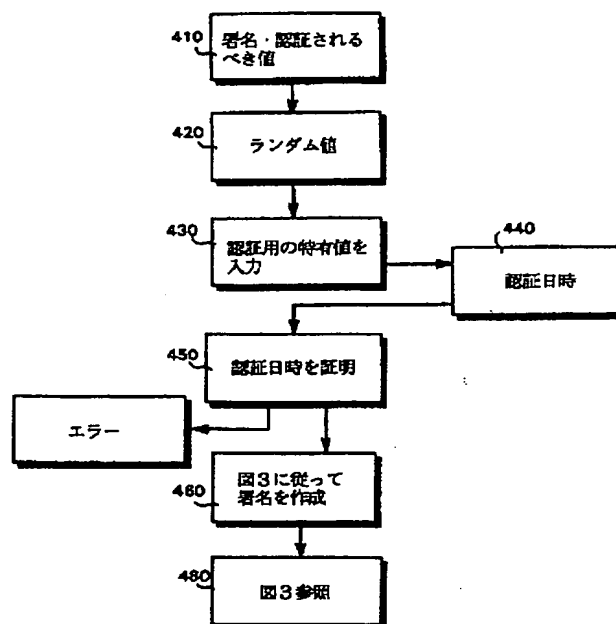 410
署名・認証される
べき値
420
ランダム値
430
認証用の特有値を
入力
440
認証日時
450
認証日時を証明
エラー
460
図3に従って
署名を作成
480
図3参照